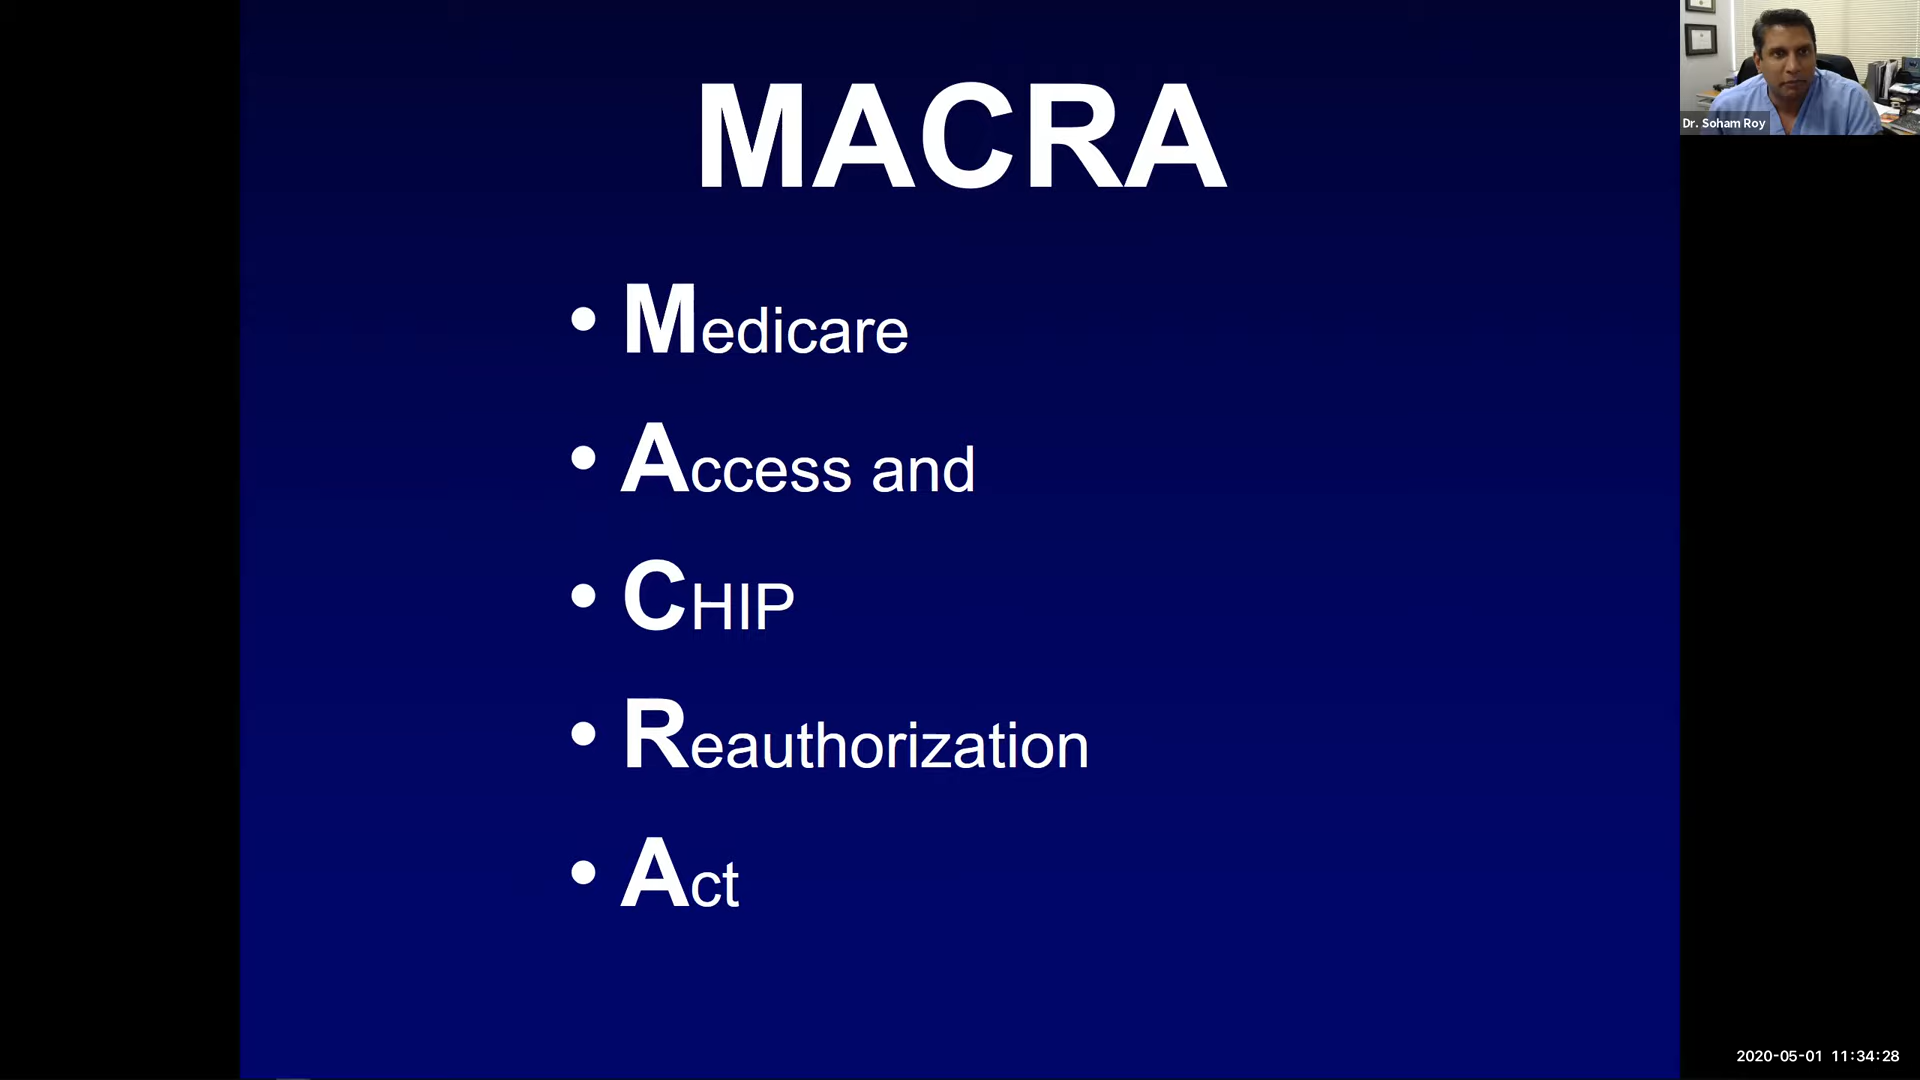 MACRA
• Medicare
• Access and
• CHIP
• Reauthorization
• Act
Dr. Soham Roy
2020-05-01 11:34:28